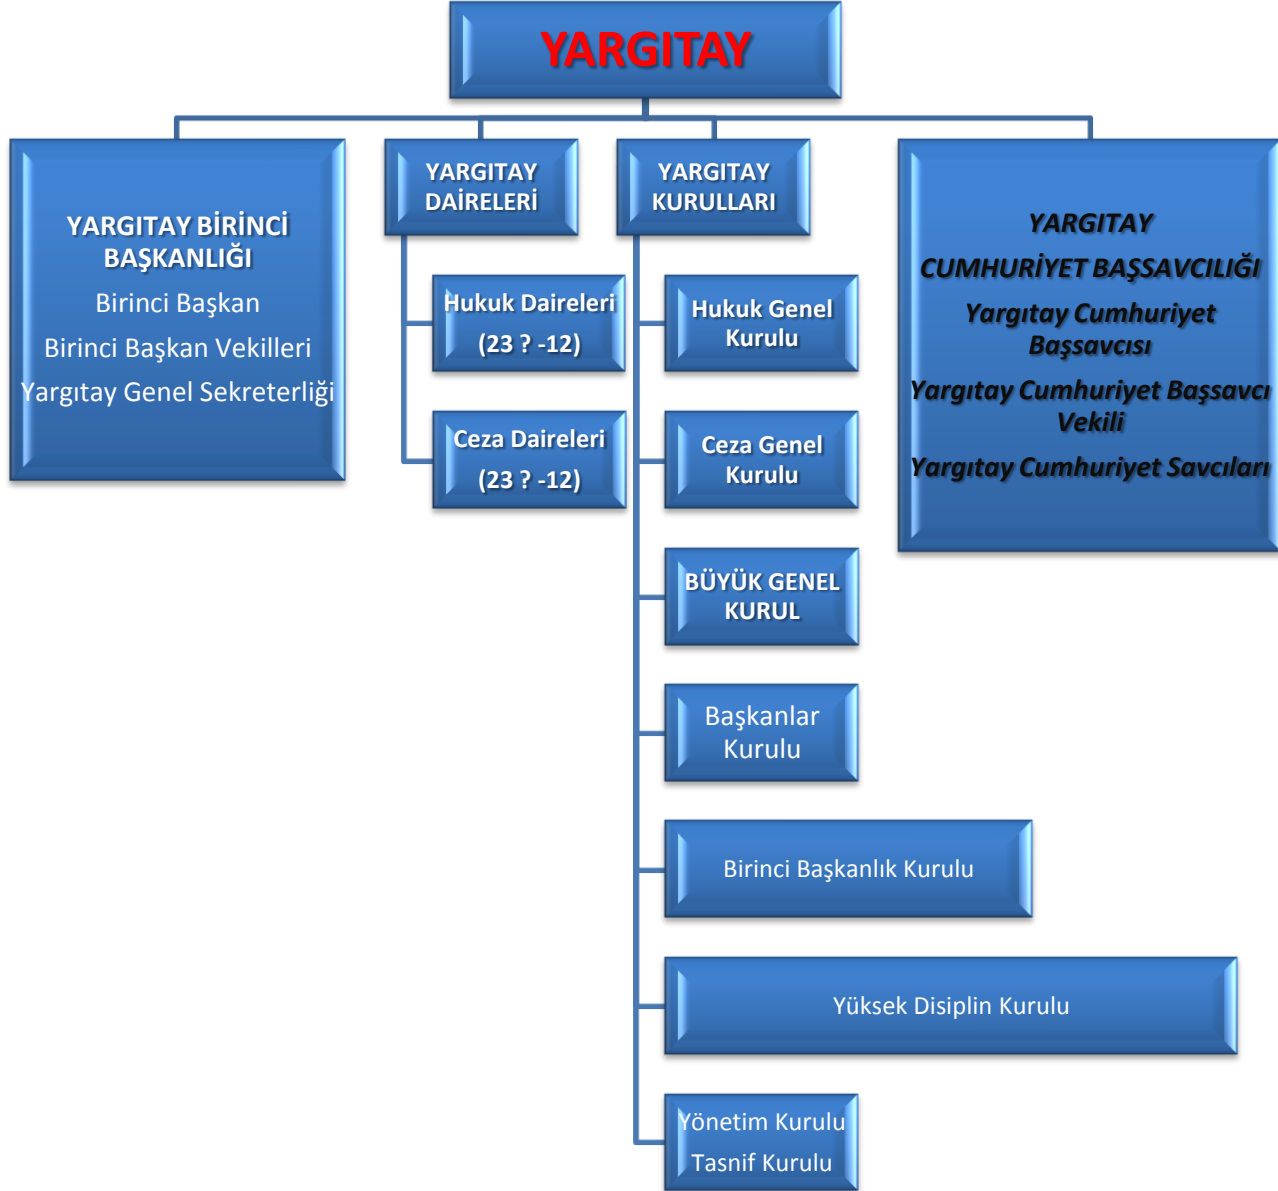 YARGITAY
YARGITAY BİRİNCİ
BAŞKANLIĞI
Birinci Başkan
Birinci Başkan Vekilleri
Yargıtay Genel Sekreterliği
YARGITAY
DAİRELERİ
Hukuk Daireleri
(23 ? -12)
Ceza Daireleri
(23 ? -12)
YARGITAY
KURULLARI
Hukuk Genel
Kurulu
Ceza Genel
Kurulu
BÜYÜK GENEL
KURUL
Başkanlar
Kurulu
Birinci Başkanlık Kurulu
Yüksek Disiplin Kurulu
Yönetim Kurulu
Tasnif Kurulu
YARGITAY
CUMHURİYET BAŞSAVCILIĞI
Yargıtay Cumhuriyet
Başsavcısı
Yargıtay Cumhuriyet Başsavcı
Vekili
Yargıtay Cumhuriyet Savcıları